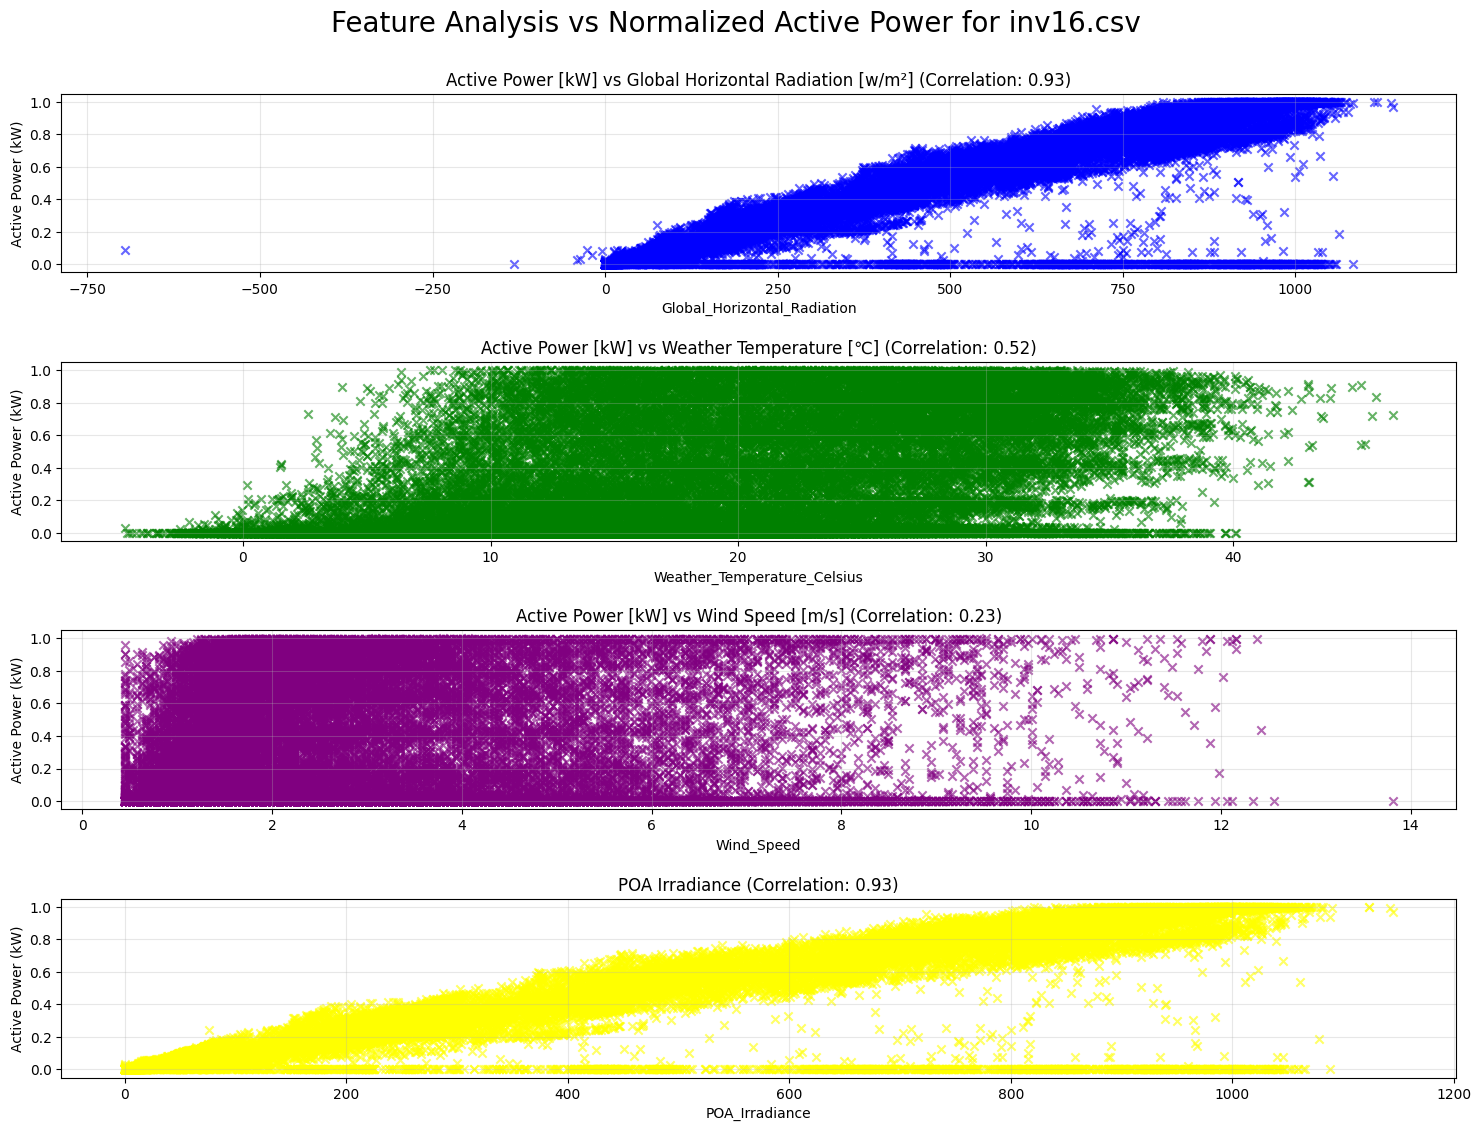 Feature Analysis vs Normalized Active Power for inv16.csv
Active Power [kW] vs Global Horizontal Radiation [w/m²] (Correlation: 0.93)
Active Power (kW)
1.0
0.8
0.6
0.4
0.2
0.0
−750 −500 −250 0 250 500 750 1000
Global_Horizontal_Radiation
Active Power [kW] vs Weather Temperature [℃] (Correlation: 0.52)
Active Power (kW)
1.0
0.8
0.6
0.4
0.2
0.0
0 10 20 30 40
Weather_Temperature_Celsius
Active Power [kW] vs Wind Speed [m/s] (Correlation: 0.23)
Active Power (kW)
1.0
0.8
0.6
0.4
0.2
0.0
0 2 4 6 8 10 12 14
Wind_Speed
POA Irradiance (Correlation: 0.93)
Active Power (kW)
1.0
0.8
0.6
0.4
0.2
0.0
0 200 400 600 800 1000 1200
POA_Irradiance